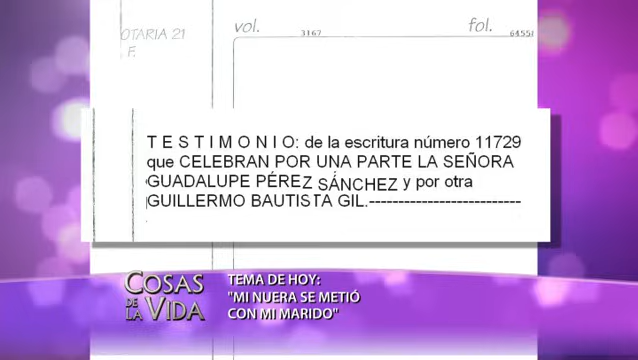 OTARIA 21
F.
vol.
3167
fol.
6455
T E S T I M O N I O: de la escritura número 11729
que CELEBRAN POR UNA PARTE LA SEÑORA
GUADALUPE PÉREZ SÁNCHEZ y por otra
GUILLERMO BAUTISTA GIL.--------------------------
COSAS
DE
LA VIDA
TEMA DE HOY:
"MI NUERA SE METIÓ
CON MI MARIDO"